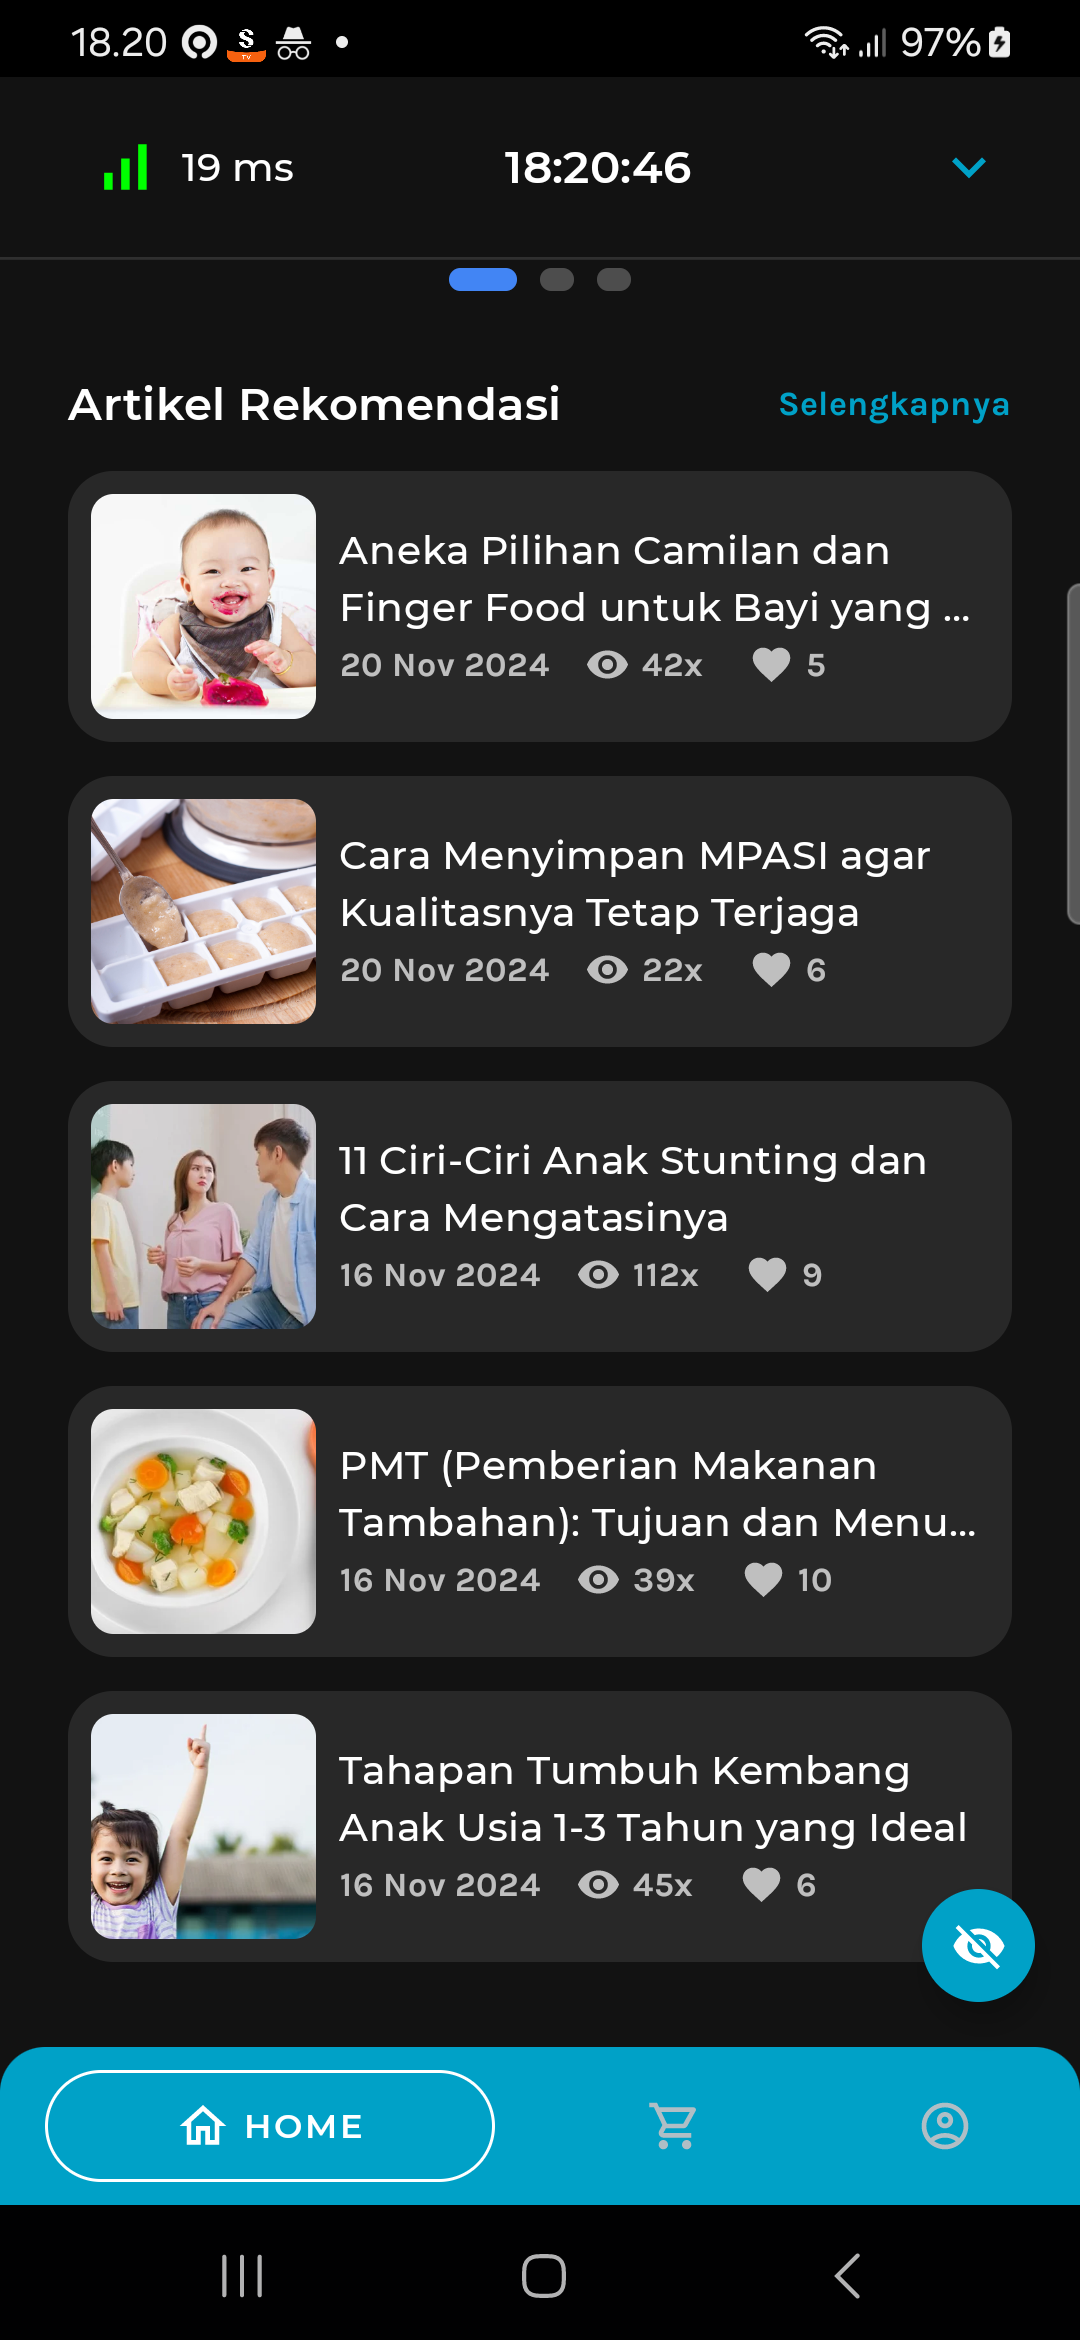 18.20
S
TV
97%
19 ms
18:20:46
Artikel Rekomendasi
Selengkapnya
Aneka Pilihan Camilan dan
Finger Food untuk Bayi yang ...
20 Nov 2024 42x 5
Cara Menyimpan MPASI agar
Kualitasnya Tetap Terjaga
20 Nov 2024 22x 6
11 Ciri-Ciri Anak Stunting dan
Cara Mengatasinya
16 Nov 2024 112x 9
PMT (Pemberian Makanan
Tambahan): Tujuan dan Menu...
16 Nov 2024 39x 10
Tahapan Tumbuh Kembang
Anak Usia 1-3 Tahun yang Ideal
16 Nov 2024 45x 6
HOME